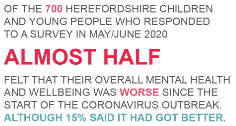 OF THE 700 HEREFORDSHIRE CHILDREN
AND YOUNG PEOPLE WHO RESPONDED
TO A SURVEY IN MAY/JUNE 2020
ALMOST HALF
FELT THAT THEIR OVERALL MENTAL HEALTH
AND WELLBEING WAS WORSE SINCE THE
START OF THE CORONAVIRUS OUTBREAK.
ALTHOUGH 15% SAID IT HAD GOT BETTER.